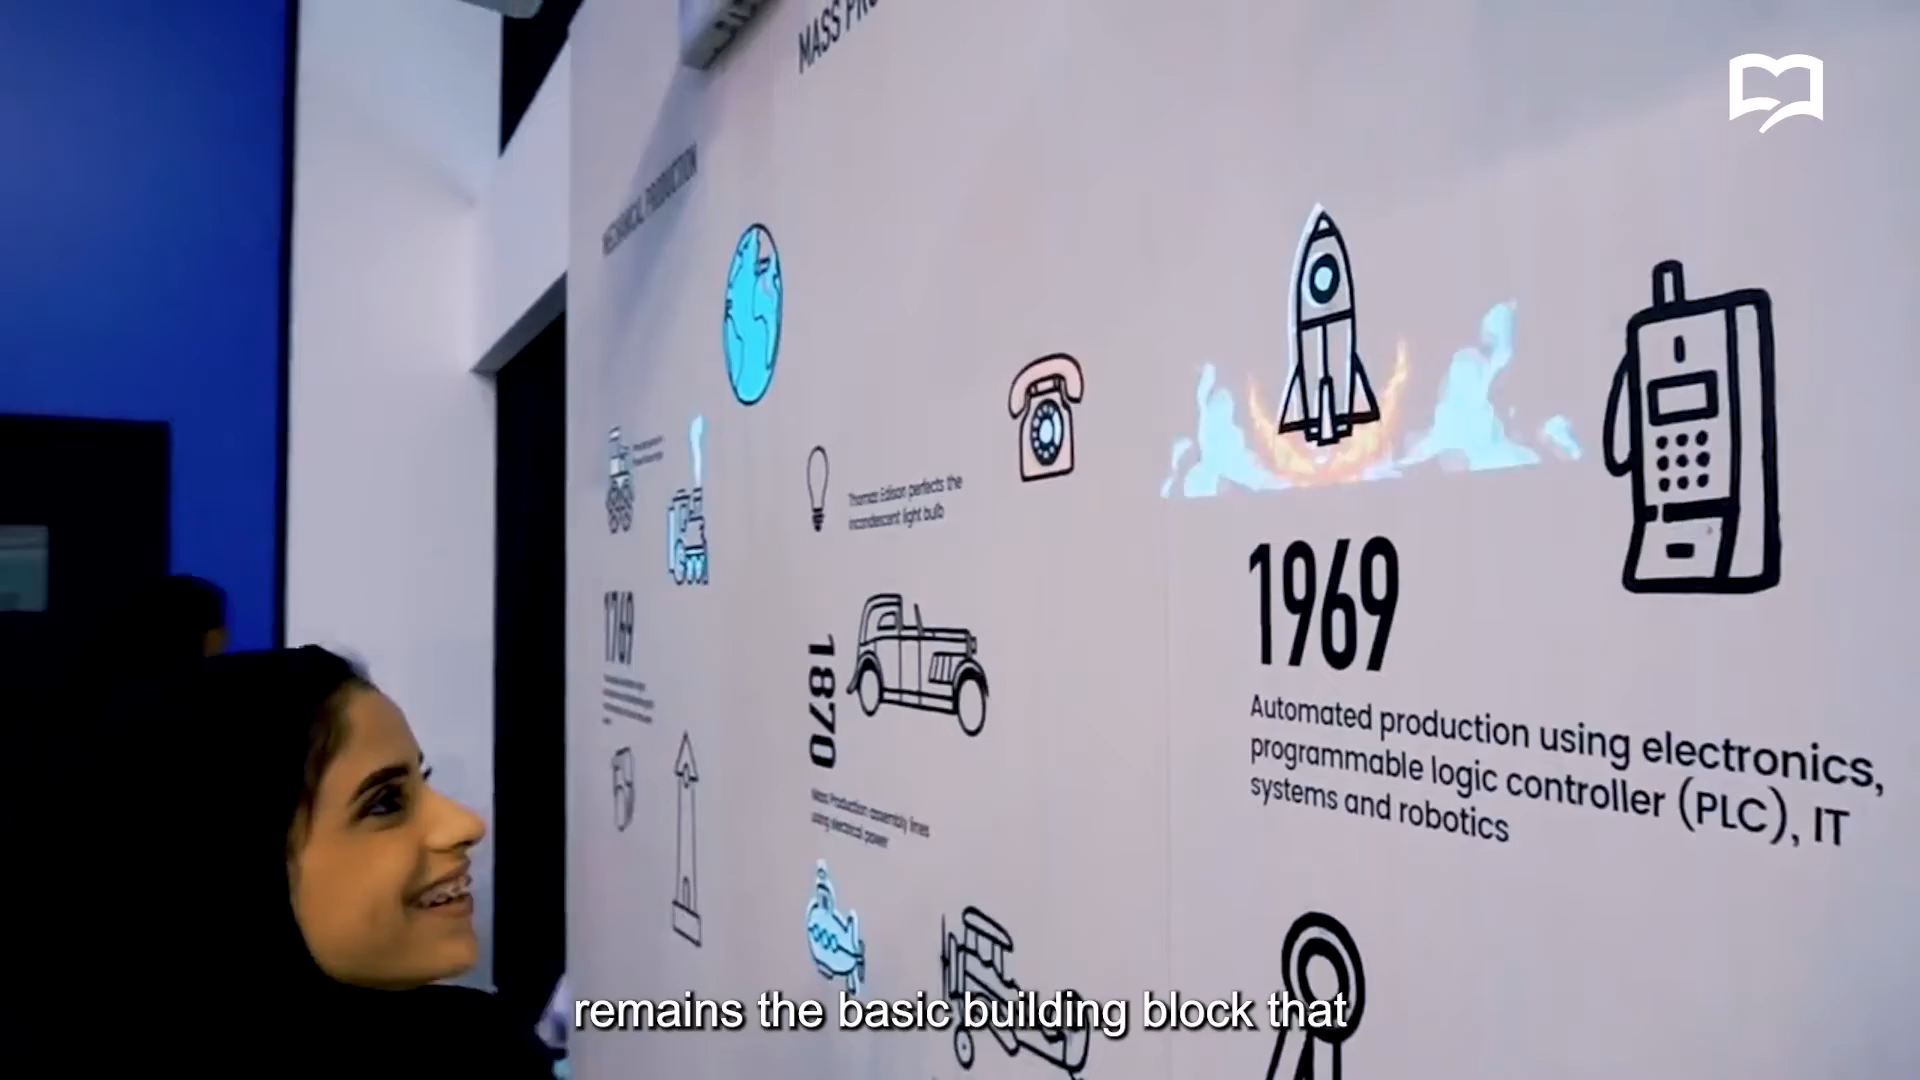 MASS
MECHANICAL PRODUCTION
Thomas Edison perfects the
incandescent light bulb
1769
1870
Mass Production assembly lines
using electrical power
1969
Automated production using electronics,
programmable logic controller (PLC), IT
systems and robotics
remains the basic building block that